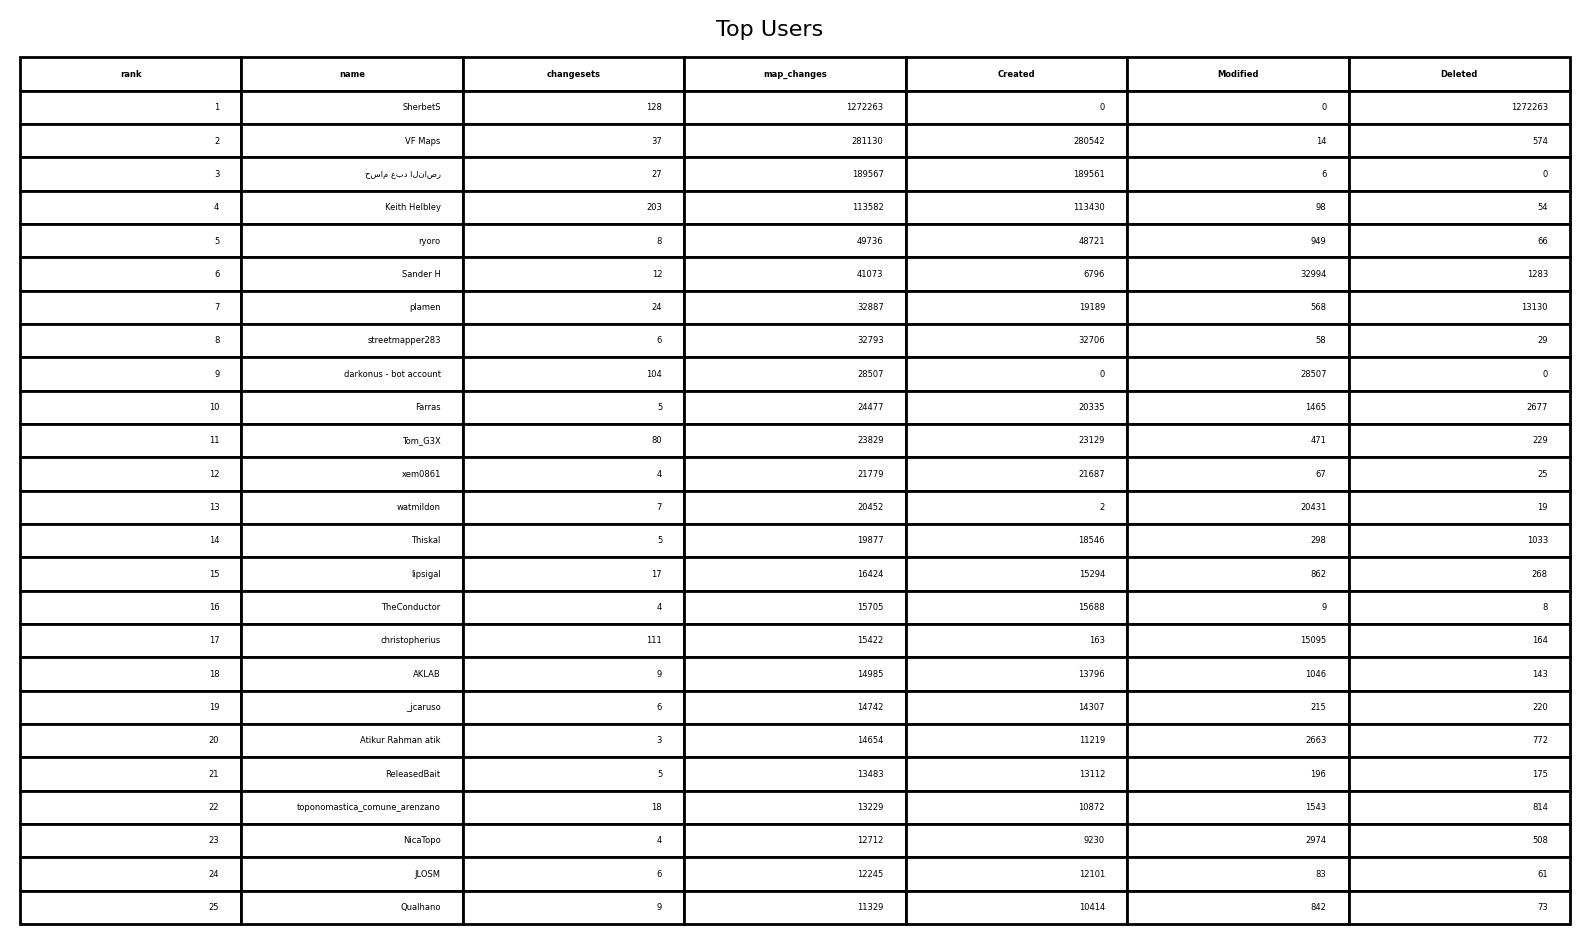 Top Users
rank name changesets map_changes Created Modified Deleted
1 SherbetS 128 1272263 0 0 1272263
2 VF Maps 37 281130 280542 14 574
3 حسام عبد الناصر 27 189567 189561 6 0
4 Keith Helbley 203 113582 113430 98 54
5 ryoro 8 49736 48721 949 66
6 Sander H 12 41073 6796 32994 1283
7 plamen 24 32887 19189 568 13130
8 streetmapper283 6 32793 32706 58 29
9 darkonus - bot account 104 28507 0 28507 0
10 Farras 5 24477 20335 1465 2677
11 Tom_G3X 80 23829 23129 471 229
12 xem0861 4 21779 21687 67 25
13 watmildon 7 20452 2 20431 19
14 Thiskal 5 19877 18546 298 1033
15 lipsigal 17 16424 15294 862 268
16 TheConductor 4 15705 15688 9 8
17 christopherius 111 15422 163 15095 164
18 AKLAB 9 14985 13796 1046 143
19 _jcaruso 6 14742 14307 215 220
20 Atikur Rahman atik 3 14654 11219 2663 772
21 ReleasedBait 5 13483 13112 196 175
22 toponomastica_comune_arenzano 18 13229 10872 1543 814
23 NicaTopo 4 12712 9230 2974 508
24 JLOSM 6 12245 12101 83 61
25 Qualhano 9 11329 10414 842 73